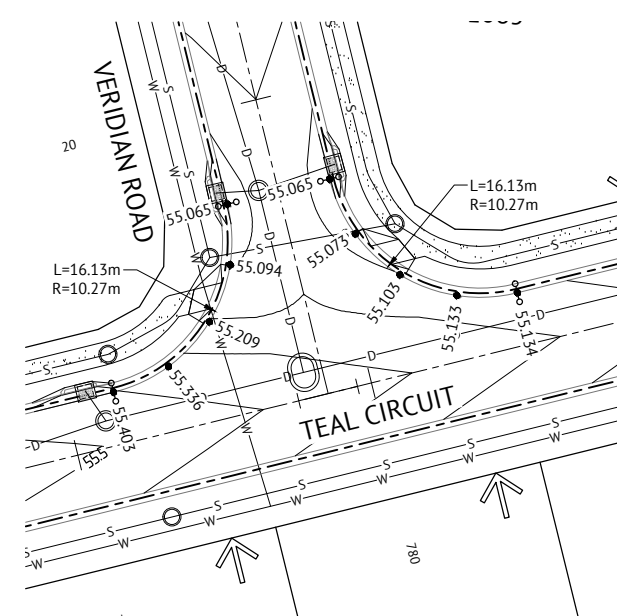 VERIDIAN ROAD
20
L=16.13m
R=10.27m
55.065
55.065
55.073
55.094
L=16.13m
R=10.27m
55.103
55.133
55.134
55.209
55.336
55.403
555
TEAL CIRCUIT
780
D
D
D
D
D
D
D
D
S
S
S
S
S
S
S
S
S
S
W
W
W
W
W
W
W
W
W